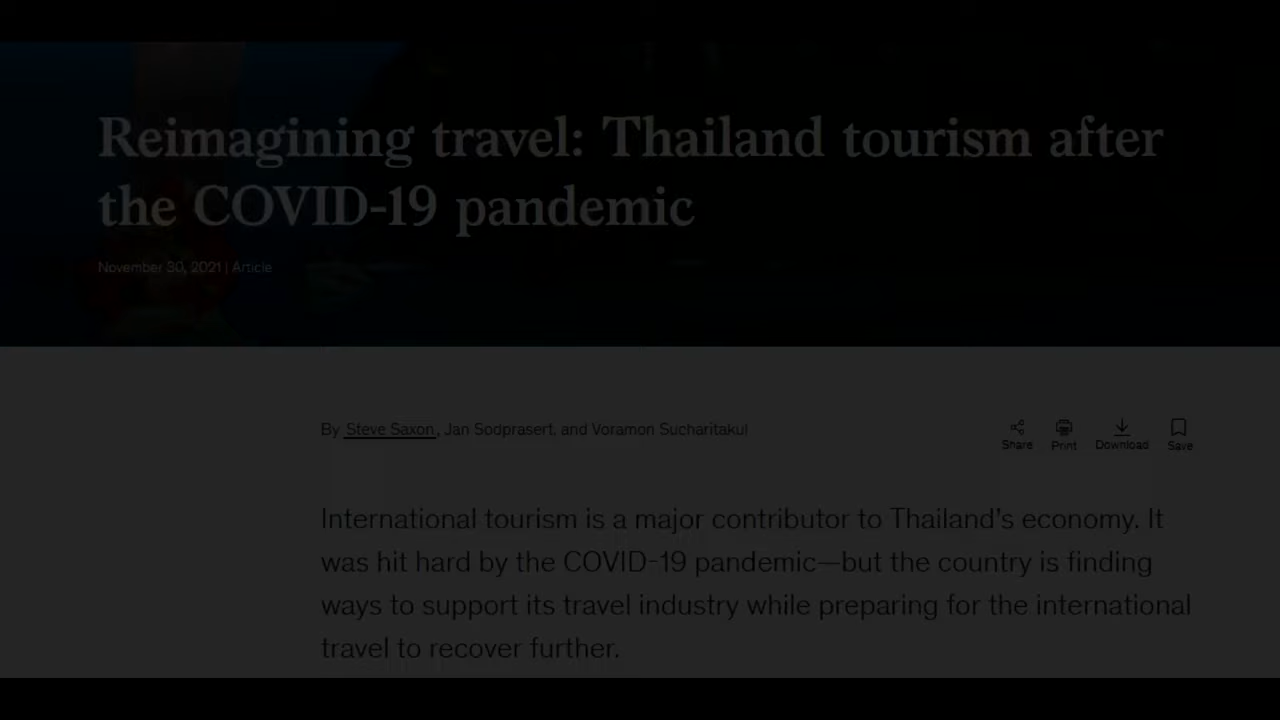 Reimagining travel: Thailand tourism after
the COVID-19 pandemic
November 30, 2021 | Article
By Steve Saxon, Jan Sodprasert, and Voramon Sucharitakul
Share
Print
Download
Save
International tourism is a major contributor to Thailand's economy. It
was hit hard by the COVID-19 pandemic—but the country is finding
ways to support its travel industry while preparing for the international
travel to recover further.